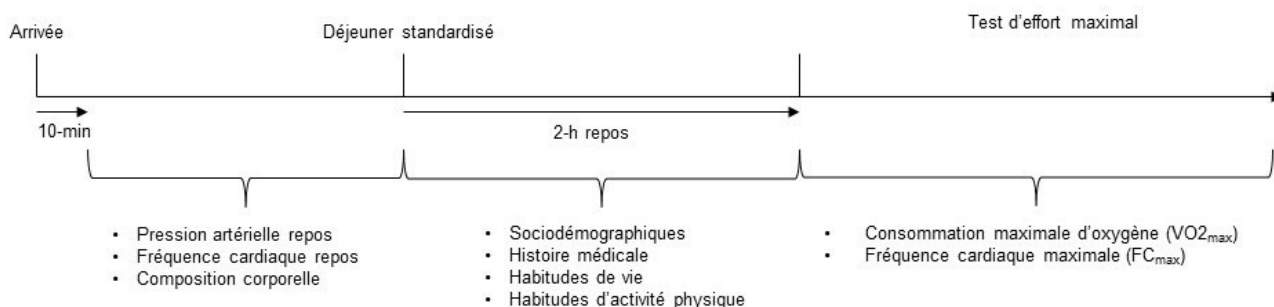 Arrivée
Déjeuner standardisé
Test d'effort maximal
10-min
2-h repos
• Pression artérielle repos
• Fréquence cardiaque repos
• Composition corporelle
• Sociodémographiques
• Histoire médicale
• Habitudes de vie
• Habitudes d'activité physique
• Consommation maximale d'oxygène (VO2max)
• Fréquence cardiaque maximale (FCmax)